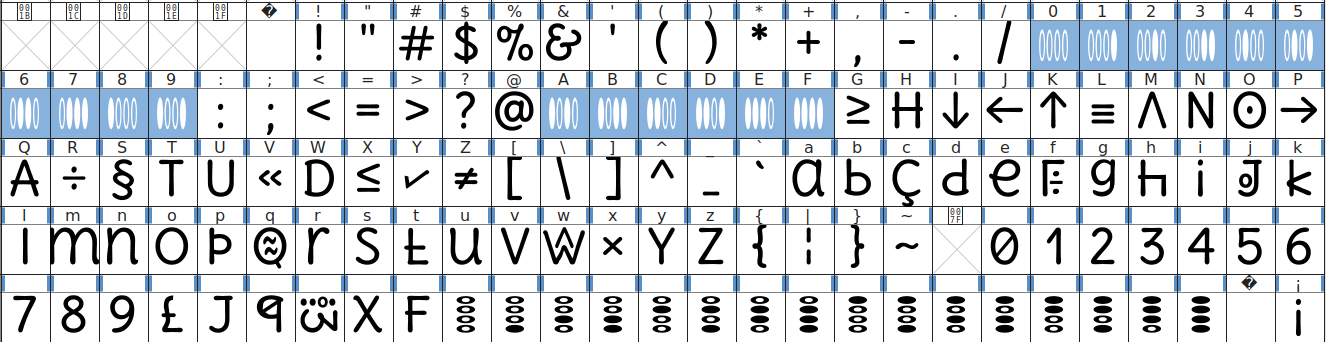 001B 001C 001D 001E 001F � ! " # $ % & ' ( ) * + , - . / 0 1 2 3 4 5
! " # $ % & ' ( ) * + , - . /
6 7 8 9 : ; < = > ? @ A B C D E F G H I J K L M N O P
: ; < = > ? @ ≥ H ↓ ← ↑ ≡ Λ N ʘ →
Q R S T U V W X Y Z [ \ ] ^ _ ` a b c d e f g h i j k
A ÷ § T U « D ≤ ✓ ≠ [ \ ] ^ _ ` ɑ b ç d e g i k
l m n o p q r s t u v w x y z { | } ~ 007F
I m n O Þ r S Ł u V W × Y Z { ¦ } ~ 0 1 2 3 4 5 6
� ¡
7 8 9 £ J ꟼ X F ¡